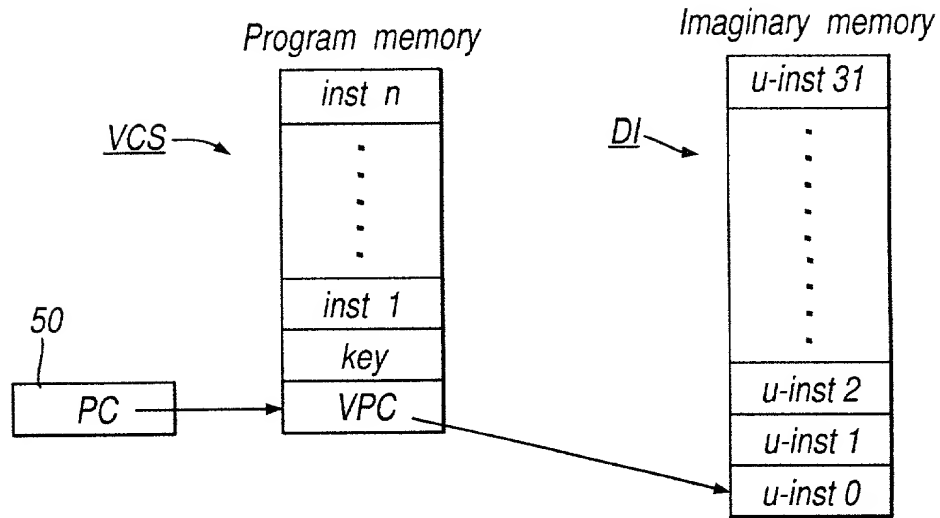 Program memory
Imaginary memory
inst n
u-inst 31
VCS
DI
inst 1
50
key
PC
VPC
u-inst 2
u-inst 1
u-inst 0